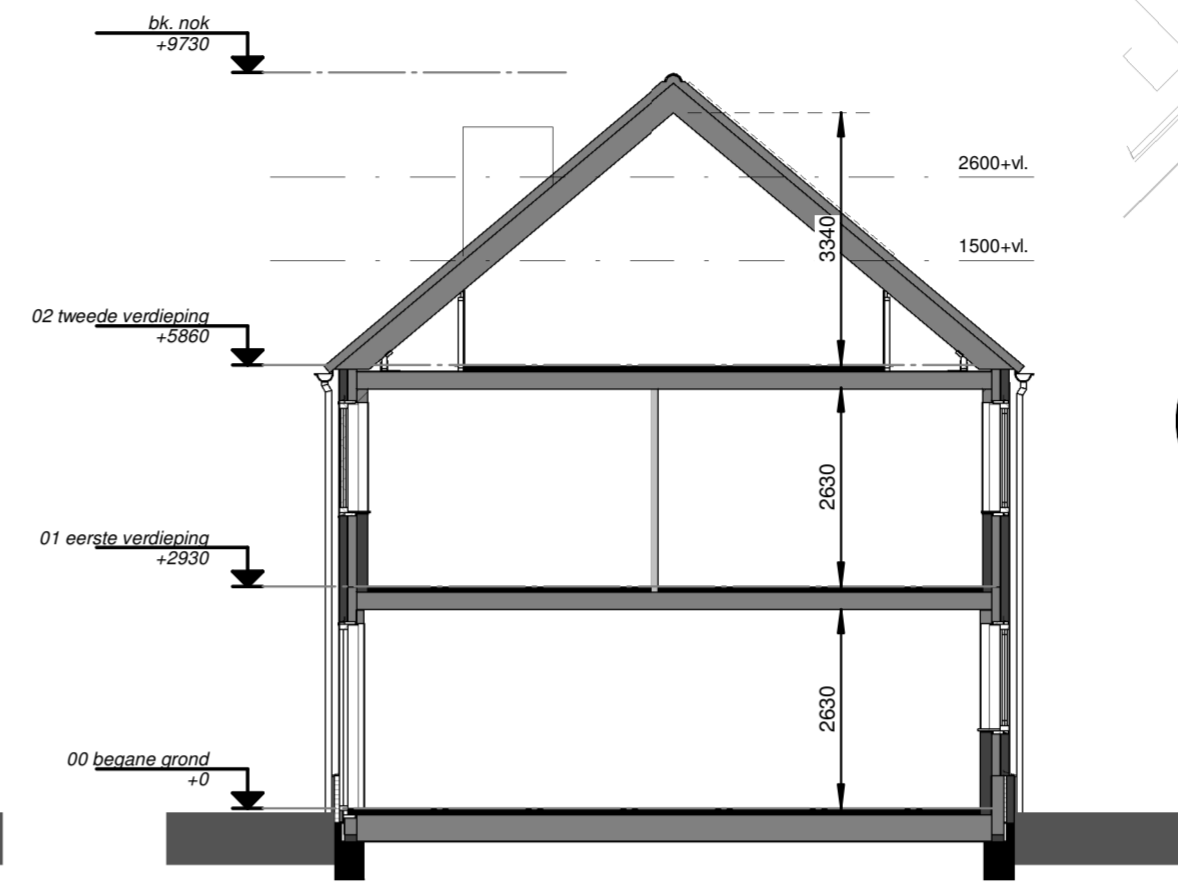 bk. nok
+9730
2600+vl.
1500+vl.
3340
02 tweede verdieping
+5860
2630
01 eerste verdieping
+2930
2630
00 begane grond
+0